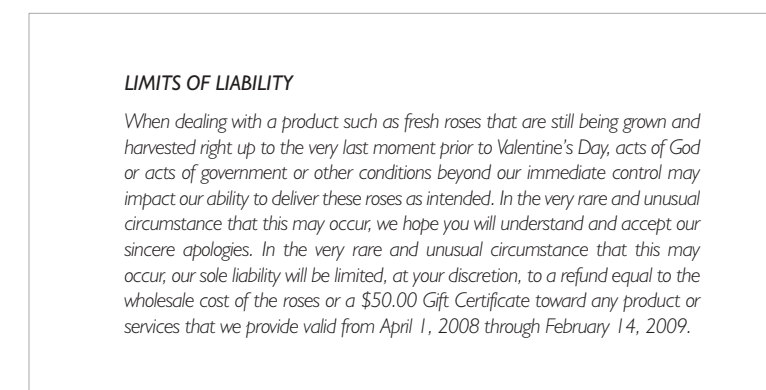 LIMITS OF LIABILITY
When dealing with a product such as fresh roses that are still being grown and
harvested right up to the very last moment prior to Valentine's Day, acts of God
or acts of government or other conditions beyond our immediate control may
impact our ability to deliver these roses as intended. In the very rare and unusual
circumstance that this may occur, we hope you will understand and accept our
sincere apologies. In the very rare and unusual circumstance that this may
occur, our sole liability will be limited, at your discretion, to a refund equal to the
wholesale cost of the roses or a $50.00 Gift Certificate toward any product or
services that we provide valid from April 1, 2008 through February 14, 2009.